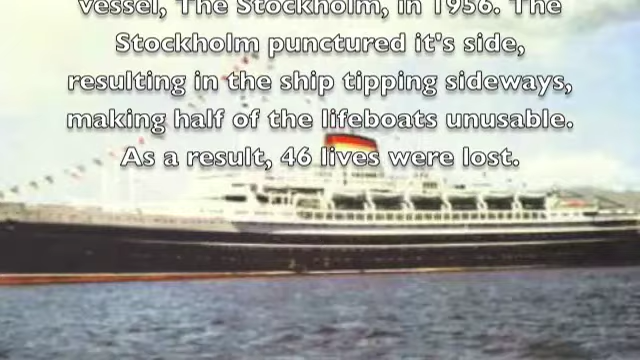 vessel, The Stockholm, in 1956. The
Stockholm punctured it's side,
resulting in the ship tipping sideways,
making half of the lifeboats unusable.
As a result, 46 lives were lost.